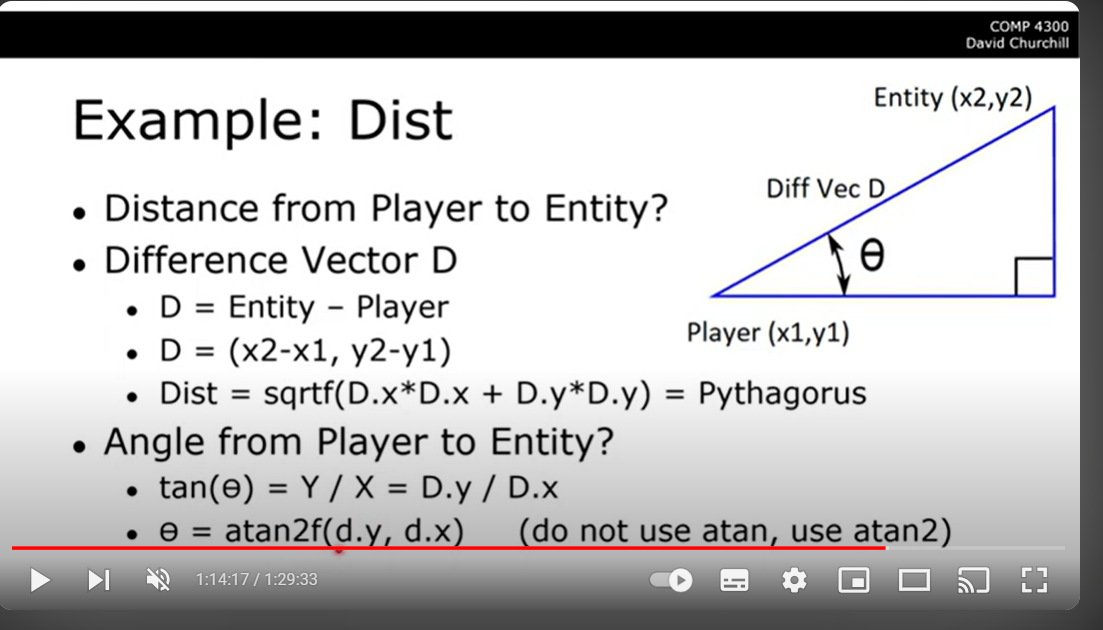 COMP 4300
David Churchill
Example: Dist
Entity (x2,y2)
Diff Vec D
θ
Player (x1,y1)
• Distance from Player to Entity?
• Difference Vector D
• D = Entity – Player
• D = (x2-x1, y2-y1)
• Dist = sqrtf(D.x*D.x + D.y*D.y) = Pythagorus
• Angle from Player to Entity?
• tan(θ) = Y / X = D.y / D.x
• θ = atan2f(d.y, d.x) (do not use atan, use atan2)
1:14:17 / 1:29:33